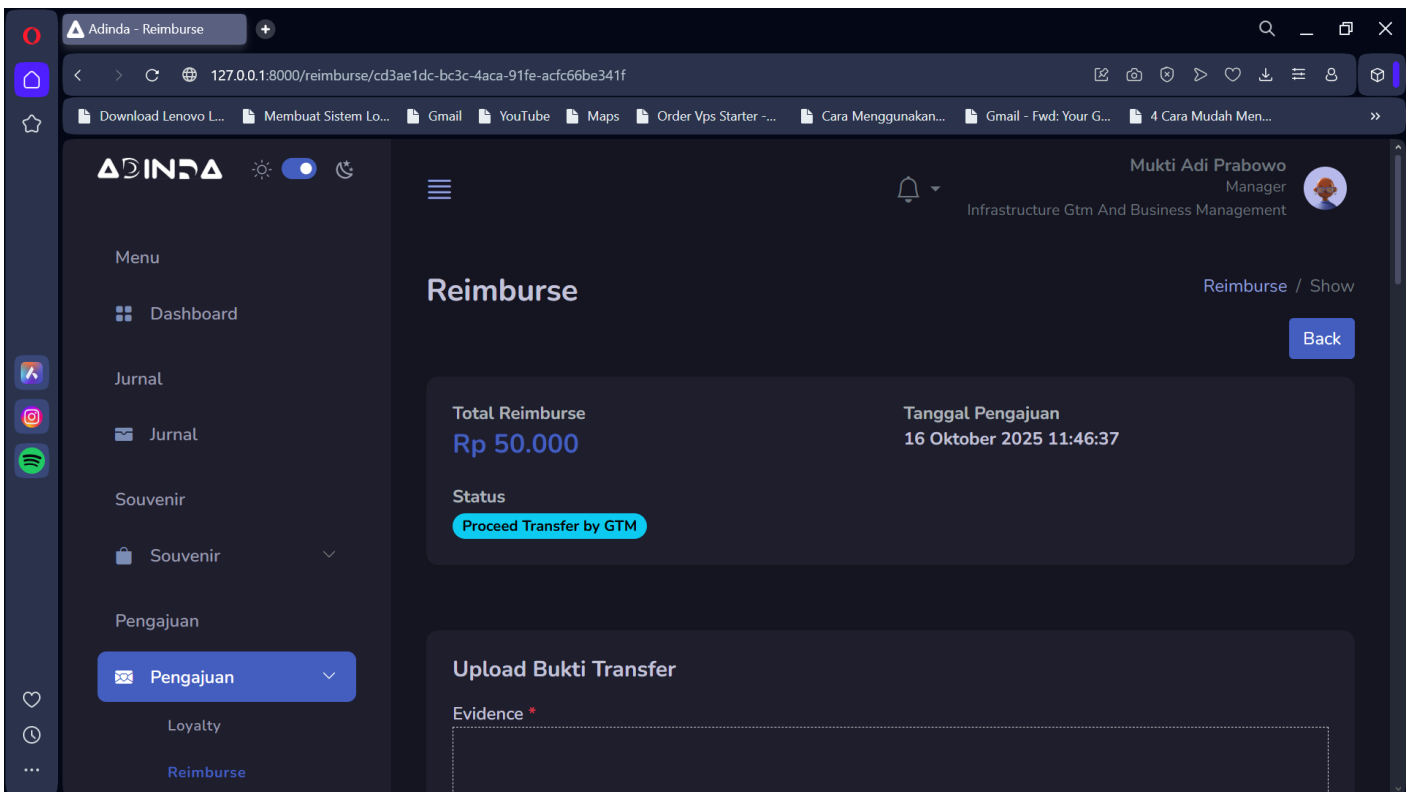 Adinda - Reimburse
127.0.0.1:8000/reimburse/cd3ae1dc-bc3c-4aca-91fe-acfc66be341f
Download Lenovo L... Membuat Sistem Lo... Gmail YouTube Maps Order Vps Starter -... Cara Menggunakan... Gmail - Fwd: Your G... 4 Cara Mudah Men...
ADINDA
Mukti Adi Prabowo
Manager
Infrastructure Gtm And Business Management
Menu
Dashboard
Jurnal
Jurnal
Souvenir
Souvenir
Pengajuan
Pengajuan
Loyalty
Reimburse
Reimburse
Reimburse / Show
Back
Total Reimburse
Rp 50.000
Tanggal Pengajuan
16 Oktober 2025 11:46:37
Status
Proceed Transfer by GTM
Upload Bukti Transfer
Evidence *